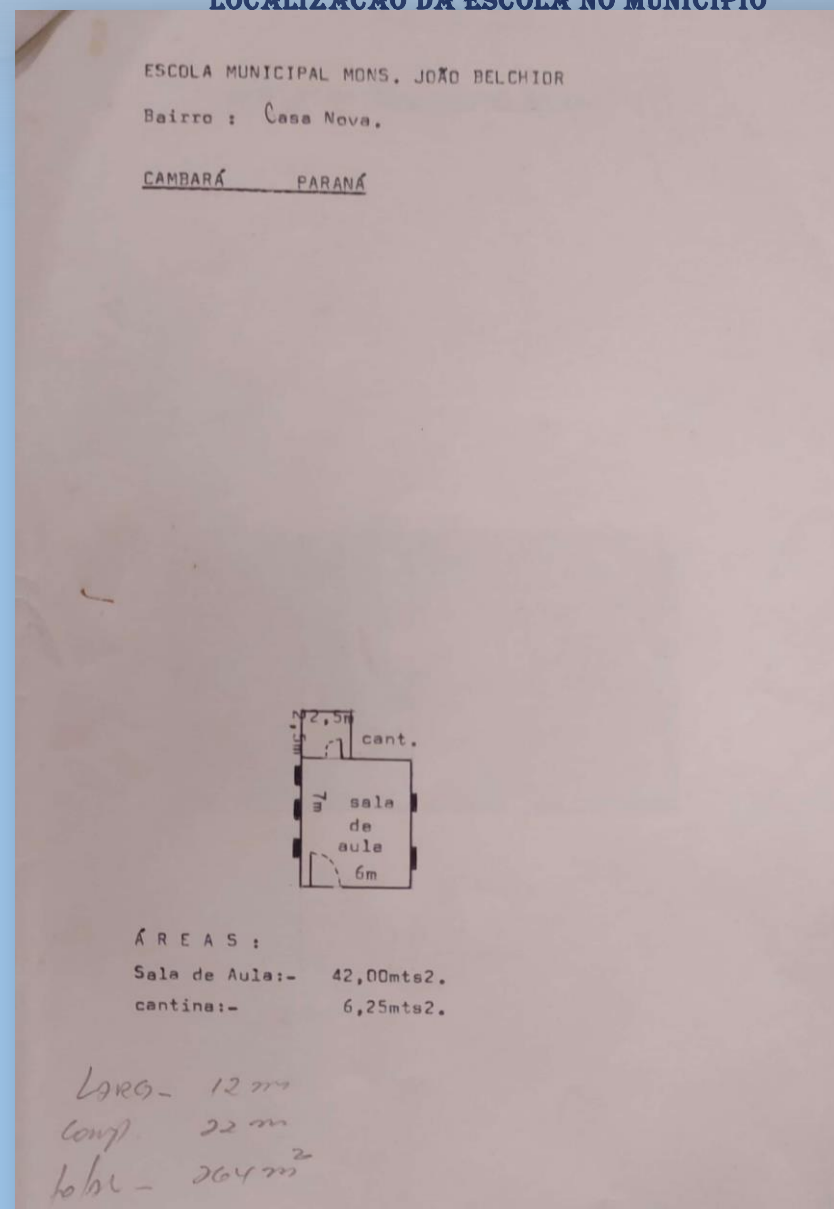 LOCALIZAÇÃO DA ESCOLA NO MUNICÍPIO
ESCOLA MUNICIPAL MONS. JOÃO BELCHIOR
Bairro : Casa Nova.
CAMBARÁ PARANÁ
2,5m
2,5m
cant.
7m
sala
de
aula
6m
ÁREAS:
Sala de Aula:- 42,00mts2.
cantina:- 6,25mts2.
LARG- 12 m
Comp. 22 m
total - 264 m²